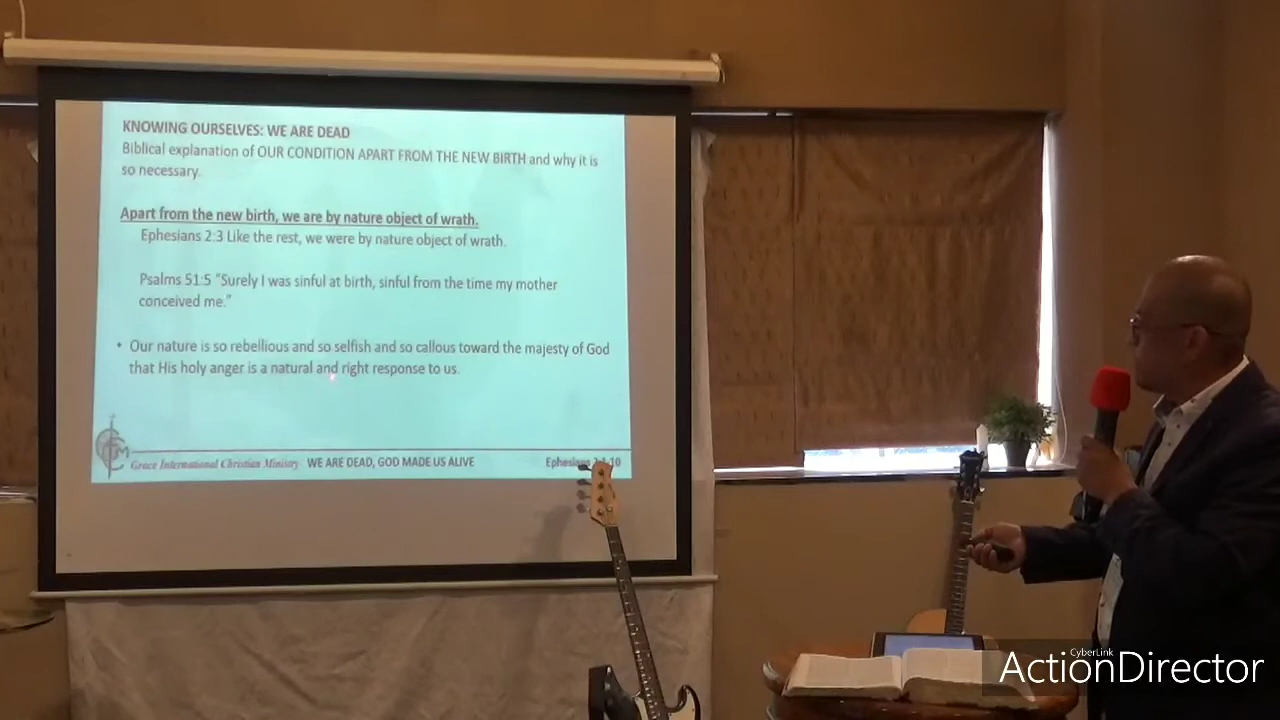 KNOWING OURSELVES: WE ARE DEAD
Biblical explanation of OUR CONDITION APART FROM THE NEW BIRTH and why it is
so necessary.
Apart from the new birth, we are by nature object of wrath.
Ephesians 2:3 Like the rest, we were by nature object of wrath.
Psalms 51:5 "Surely I was sinful at birth, sinful from the time my mother
conceived me."
• Our nature is so rebellious and so selfish and so callous toward the majesty of God
that His holy anger is a natural and right response to us.
Grace International Christian Ministry WE ARE DEAD, GOD MADE US ALIVE Ephesians 2:1-10
CyberLink
ActionDirector